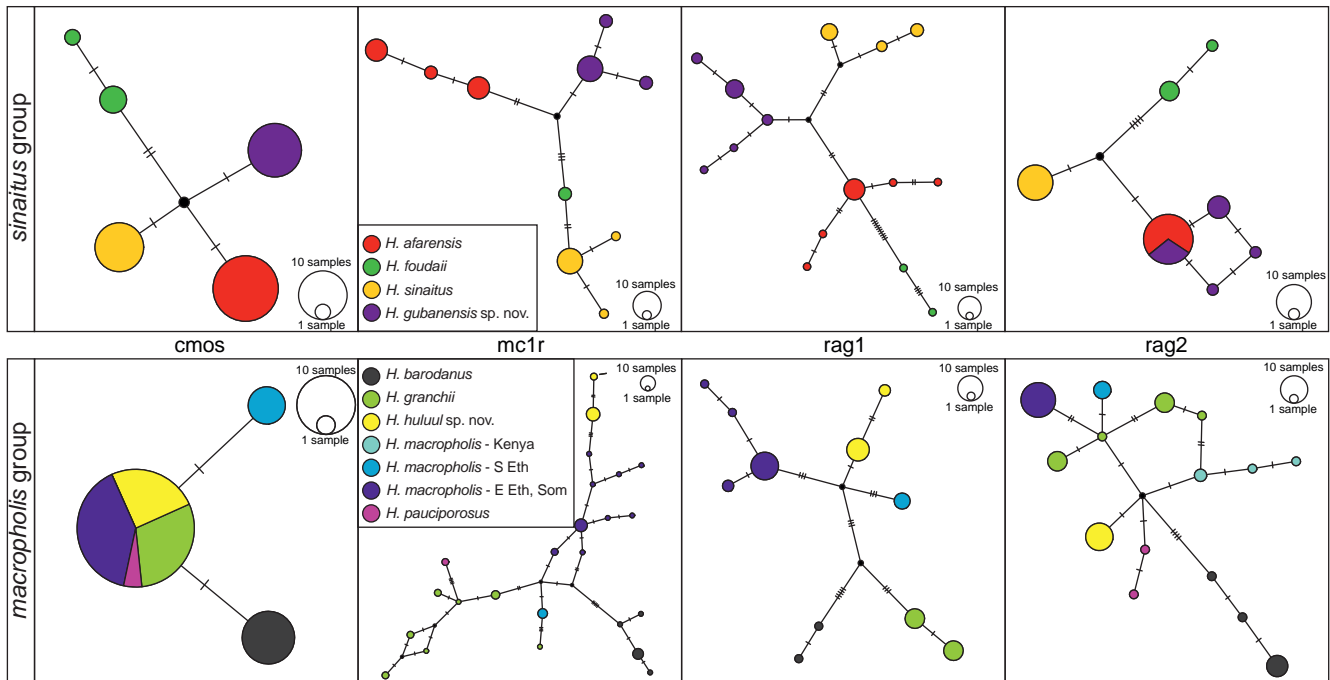 sinaitus group
H. afarensis
H. foudaii
H. sinaitus
H. gubanensis sp. nov.
10 samples
1 sample
10 samples
1 sample
10 samples
1 sample
10 samples
1 sample
cmos
mc1r
rag1
rag2
macropholis group
10 samples
1 sample
H. barodanus
H. granchii
H. huluul sp. nov.
H. macropholis - Kenya
H. macropholis - S Eth
H. macropholis - E Eth, Som
H. pauciporosus
10 samples
1 sample
10 samples
1 sample
10 samples
1 sample